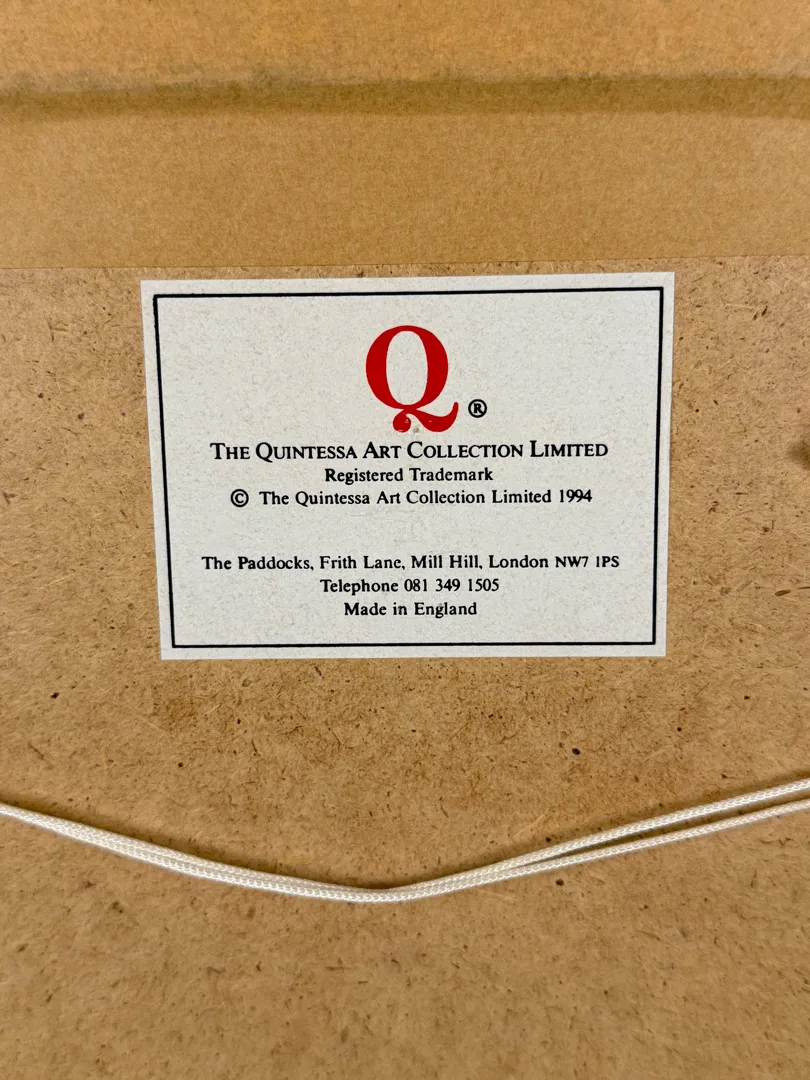 Q ®
THE QUINTESSA ART COLLECTION LIMITED
Registered Trademark
© The Quintessa Art Collection Limited 1994
The Paddocks, Frith Lane, Mill Hill, London NW7 1PS
Telephone 081 349 1505
Made in England